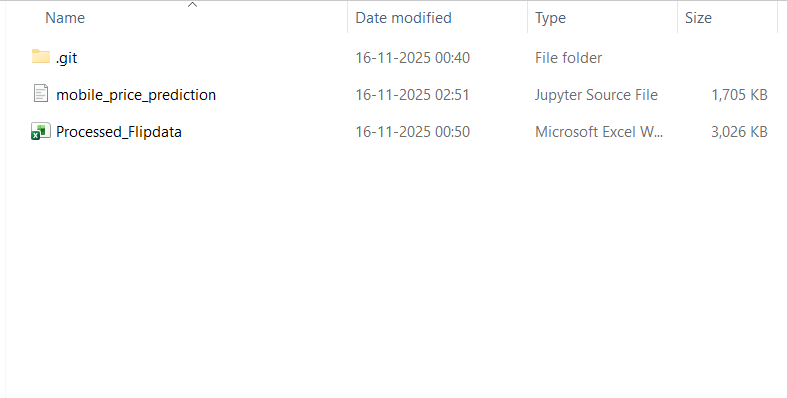 Name Date modified Type Size
.git 16-11-2025 00:40 File folder
mobile_price_prediction 16-11-2025 02:51 Jupyter Source File 1,705 KB
Processed_Flipdata 16-11-2025 00:50 Microsoft Excel W... 3,026 KB